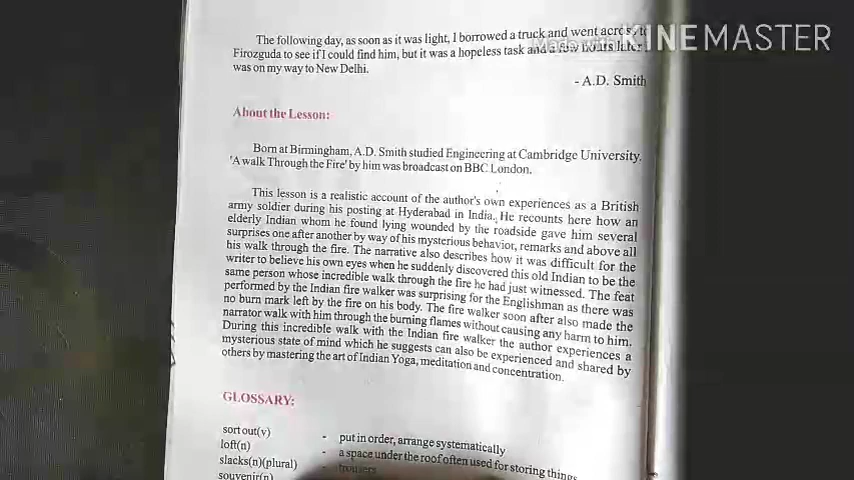 The following day, as soon as it was light, I borrowed a truck and went across to
Firozguda to see if I could find him, but it was a hopeless task and a few hours later I
was on my way to New Delhi.
- A.D. Smith
KINEMASTER
About the Lesson:
Born at Birmingham, A.D. Smith studied Engineering at Cambridge University.
'A walk Through the Fire' by him was broadcast on BBC London.
This lesson is a realistic account of the author's own experiences as a British
army soldier during his posting at Hyderabad in India. He recounts here how an
elderly Indian whom he found lying wounded by the roadside gave him several
surprises one after another by way of his mysterious behavior, remarks and above all
his walk through the fire. The narrative also describes how it was difficult for the
writer to believe his own eyes when he suddenly discovered this old Indian to be the
same person whose incredible walk through the fire he had just witnessed. The feat
performed by the Indian fire walker was surprising for the Englishman as there was
no burn mark left by the fire on his body. The fire walker soon after also made the
narrator walk with him through the burning flames without causing any harm to him.
During this incredible walk with the Indian fire walker the author experiences a
mysterious state of mind which he suggests can also be experienced and shared by
others by mastering the art of Indian Yoga, meditation and concentration.
GLOSSARY:
sort out(v) - put in order, arrange systematically
loft(n) - a space under the roof often used for storing things
slacks(n)(plural) - trousers
souvenir(n)